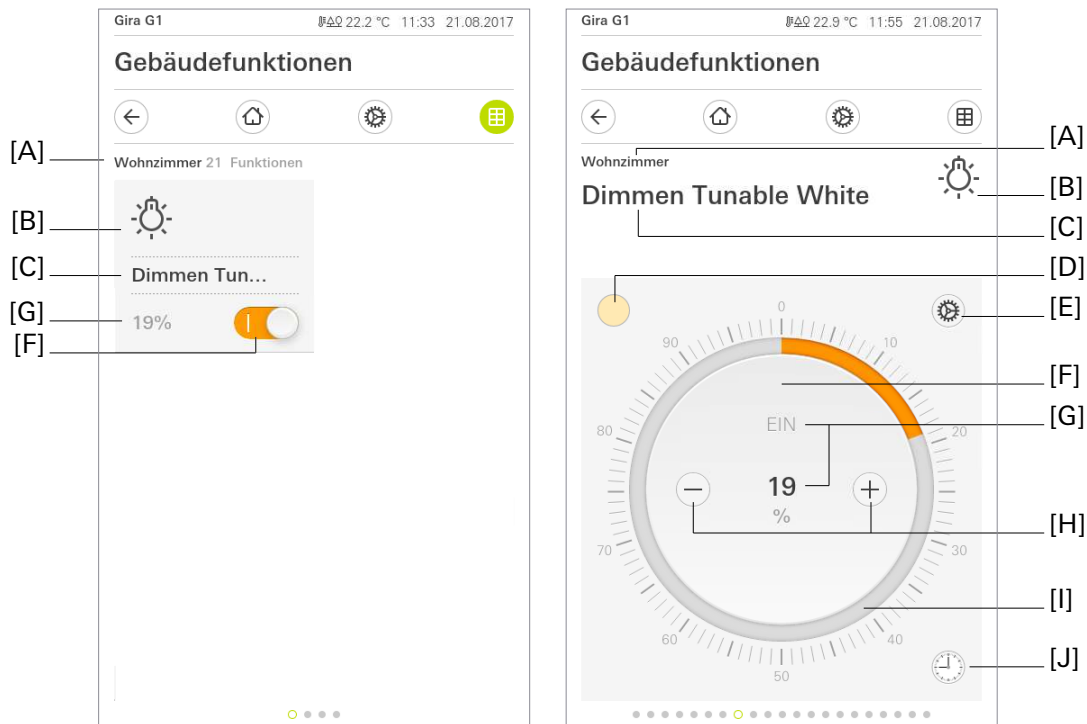 Gira G1 22.2 °C 11:33 21.08.2017
Gebäudefunktionen
[A] Wohnzimmer 21 Funktionen
[B]
[C] Dimmen Tun...
[G] 19%
[F]
Gira G1 22.9 °C 11:55 21.08.2017
Gebäudefunktionen
Wohnzimmer [A]
Dimmen Tunable White
[B]
[C]
[D]
[E]
0
90 10
[F]
EIN [G]
80 20
19
%
[H]
70 30
[I]
60 40
50
[J]